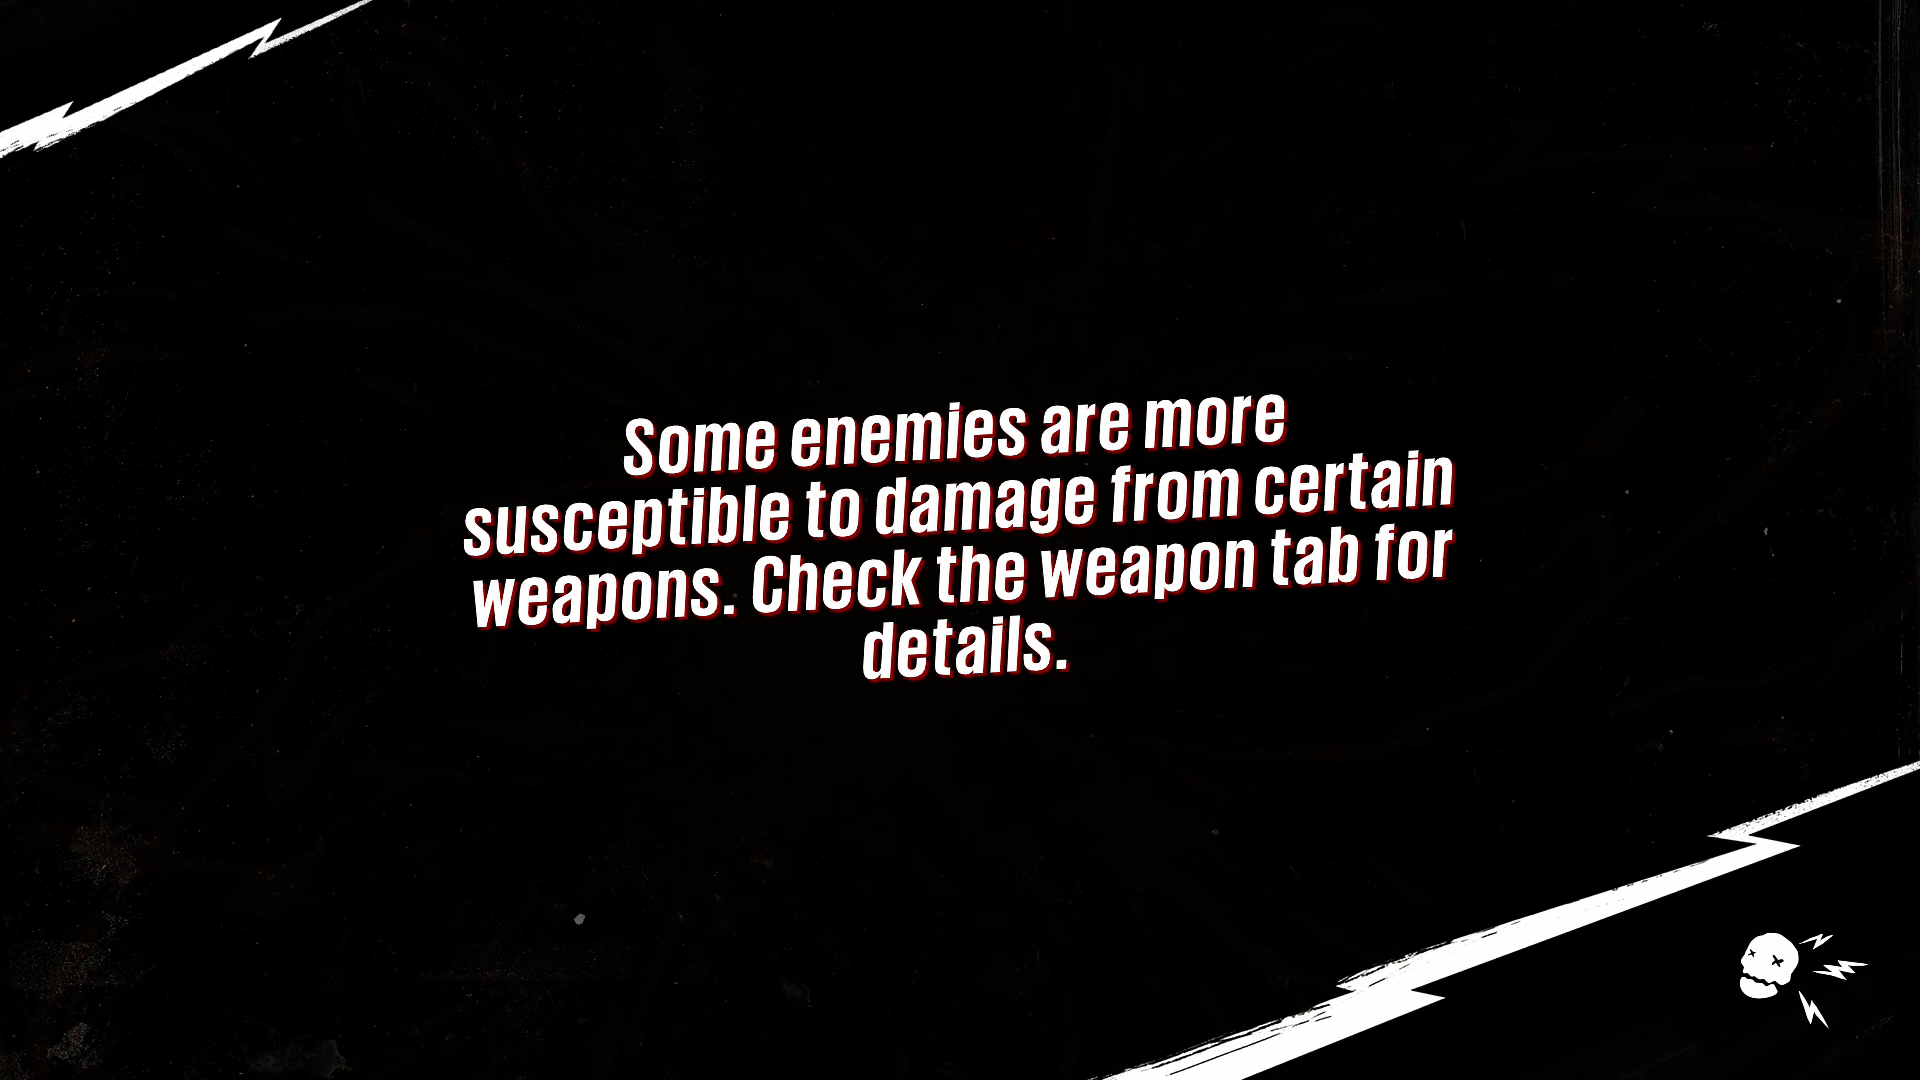 Some enemies are more
susceptible to damage from certain
weapons. Check the weapon tab for
details.